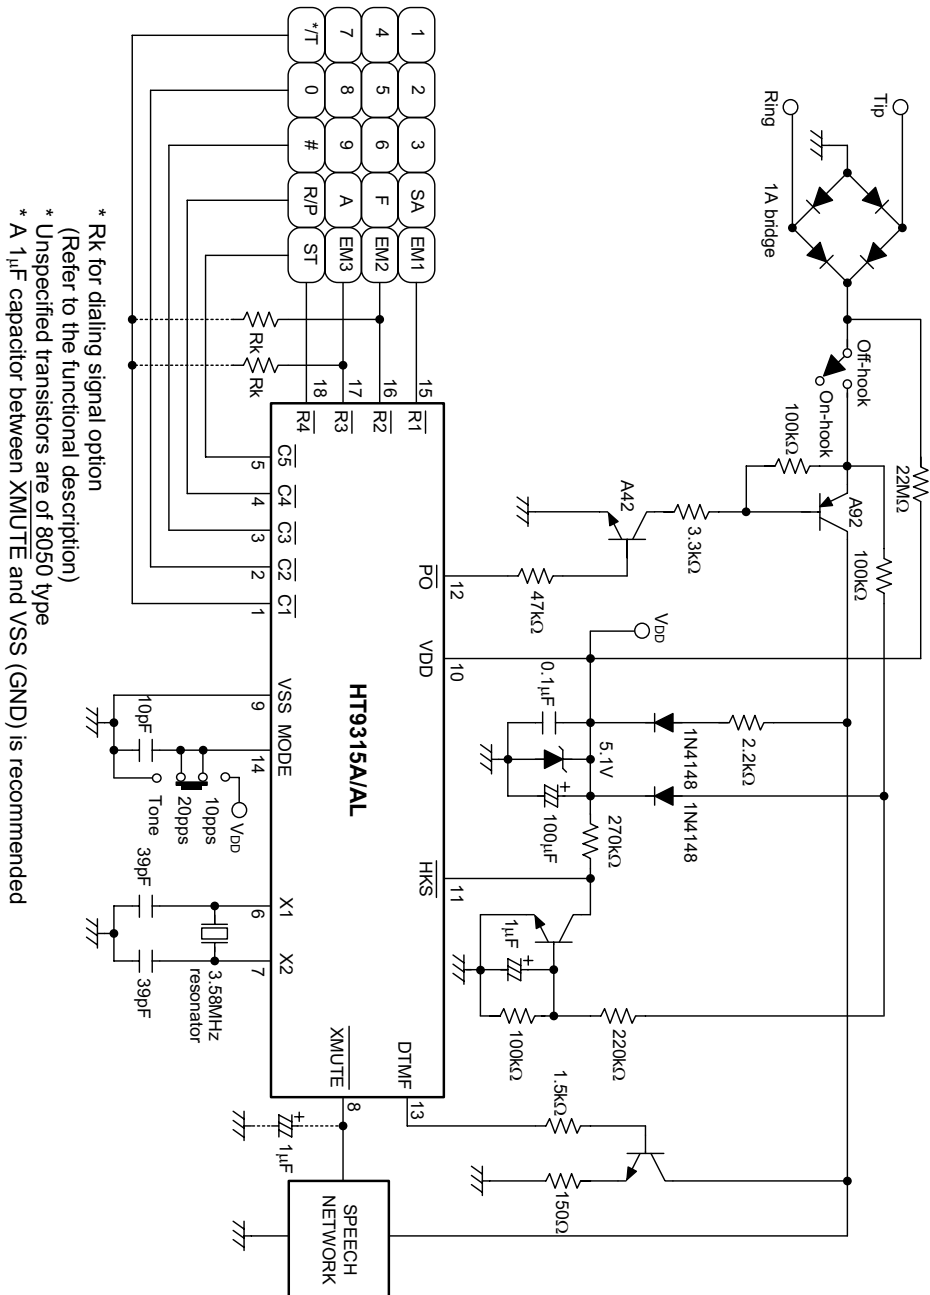 1
4
7
*/T
2
5
8
0
3
6
9
#
SA
F
A
R/P
EM1
EM2
EM3
ST
Tip
Ring
1A bridge
Off-hook
On-hook
22MΩ
100kΩ
A92
100kΩ
A42
3.3kΩ
47kΩ
VDD
0.1μF
5.1V
100μF
1N4148
1N4148
2.2kΩ
270kΩ
1μF
100kΩ
220kΩ
1.5kΩ
150Ω
Rk
Rk
15
16
17
18
R1
R2
R3
R4
PO
12
VDD
10
HKS
11
DTMF
13
XMUTE
8
HT9315A/AL
C5
C4
C3
C2
C1
5
4
3
2
1
VSS
9
MODE
14
X1
6
X2
7
10pF
Tone
20pps
10pps
VDD
39pF
39pF
3.58MHz
resonator
1μF
SPEECH
NETWORK
* Rk for dialing signal option
(Refer to the functional description)
* Unspecified transistors are of 8050 type
* A 1μF capacitor between XMUTE and VSS (GND) is recommended